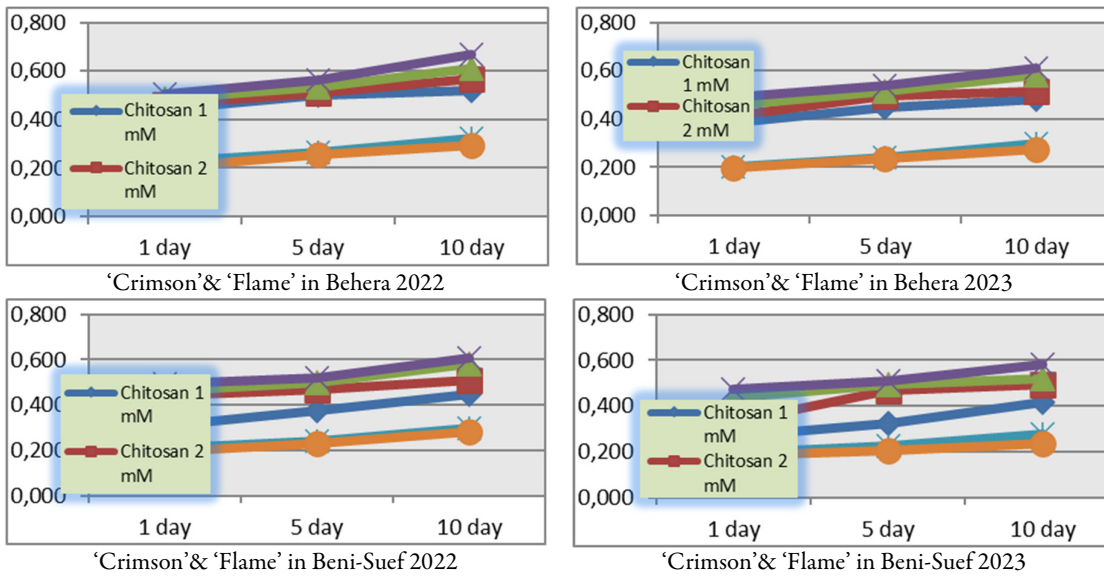 0,800
0,600
0,400
0,200
0,000
Chitosan 1
mM
Chitosan 2
mM
1 day 5 day 10 day
‘Crimson’& ‘Flame’ in Behera 2022
0,800
0,60
0,40
0,200
0,000
Chitosan
1 mM
Chitosan
2 mM
1 day 5 day 10 day
‘Crimson’& ‘Flame’ in Behera 2023
0,800
0,600
0,400
0,200
0,000
Chitosan 1
mM
Chitosan 2
mM
1 day 5 day 10 day
‘Crimson’& ‘Flame’ in Beni-Suef 2022
0,800
0,600
0,400
0,200
0,000
Chitosan 1
mM
Chitosan 2
mM
1 day 5 day 10 day
‘Crimson’& ‘Flame’ in Beni-Suef 2023